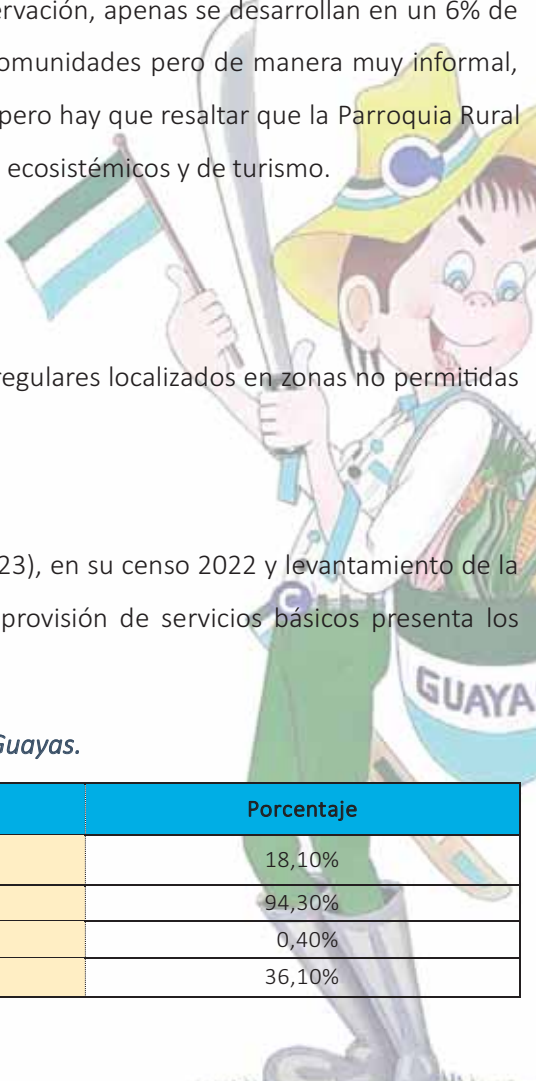 ervación, apenas se desarrollan en un 6% de
omunidades pero de manera muy informal,
pero hay que resaltar que la Parroquia Rural
ecosistémicos y de turismo.
regulares localizados en zonas no permitidas
23), en su censo 2022 y levantamiento de la
provisión de servicios básicos presenta los
GUAYA
Guayas.
Porcentaje
18,10%
94,30%
0,40%
36,10%